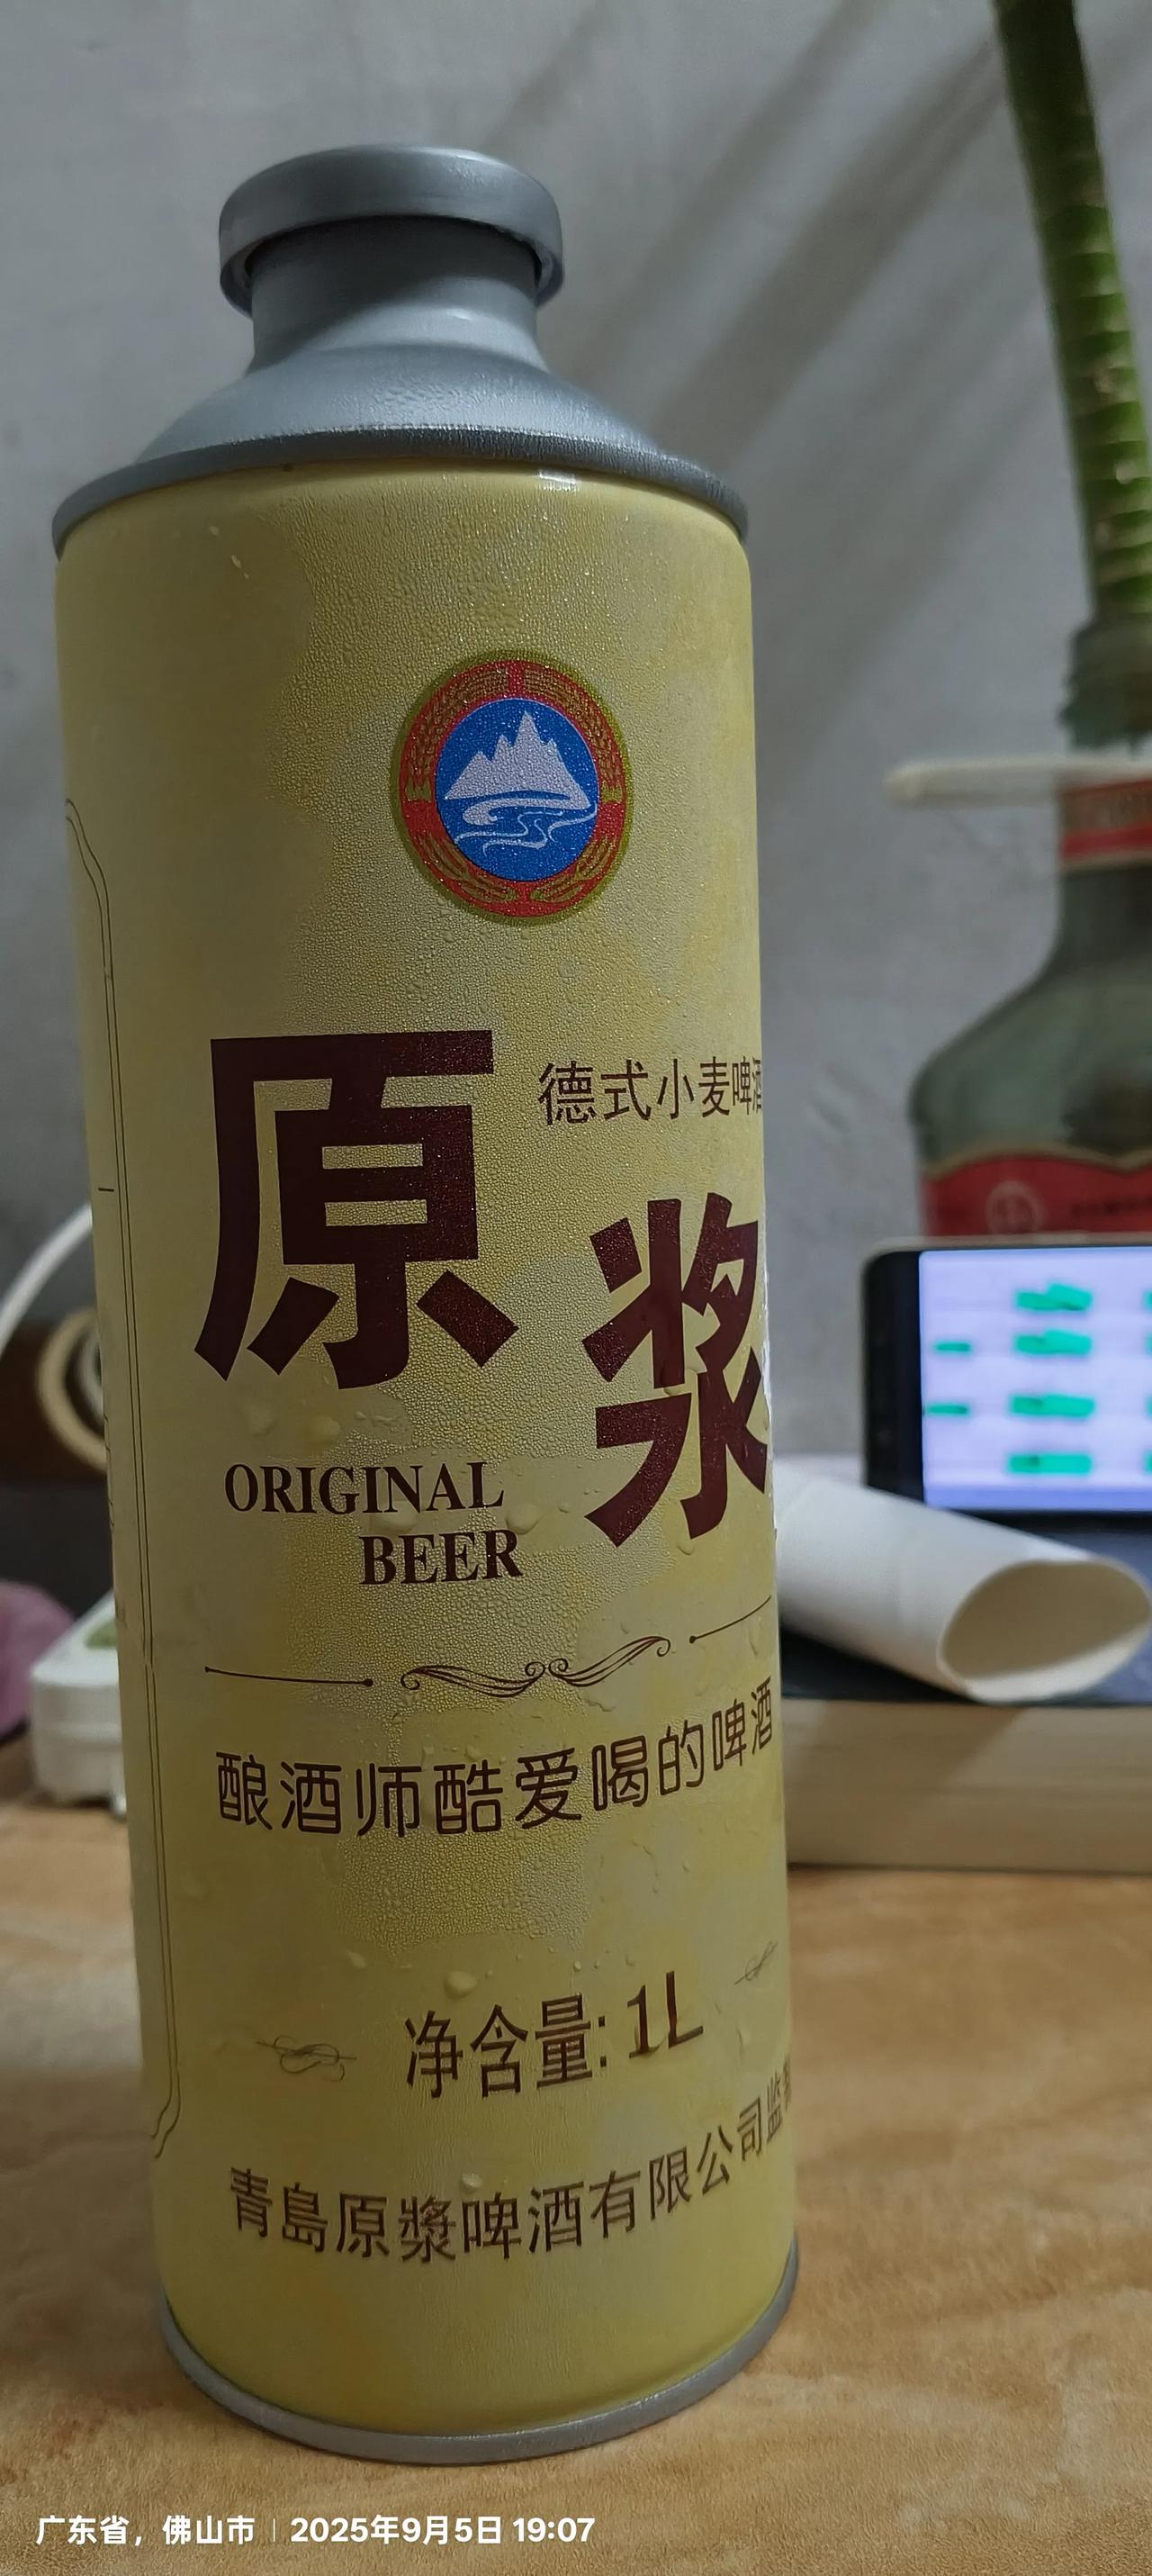 德式小麦啤酒
原浆
ORIGINAL
BEER
酿酒师酷爱喝的啤酒
净含量: 1L
青島原漿啤酒有限公司监
广东省，佛山市 | 2025年9月5日 19:07